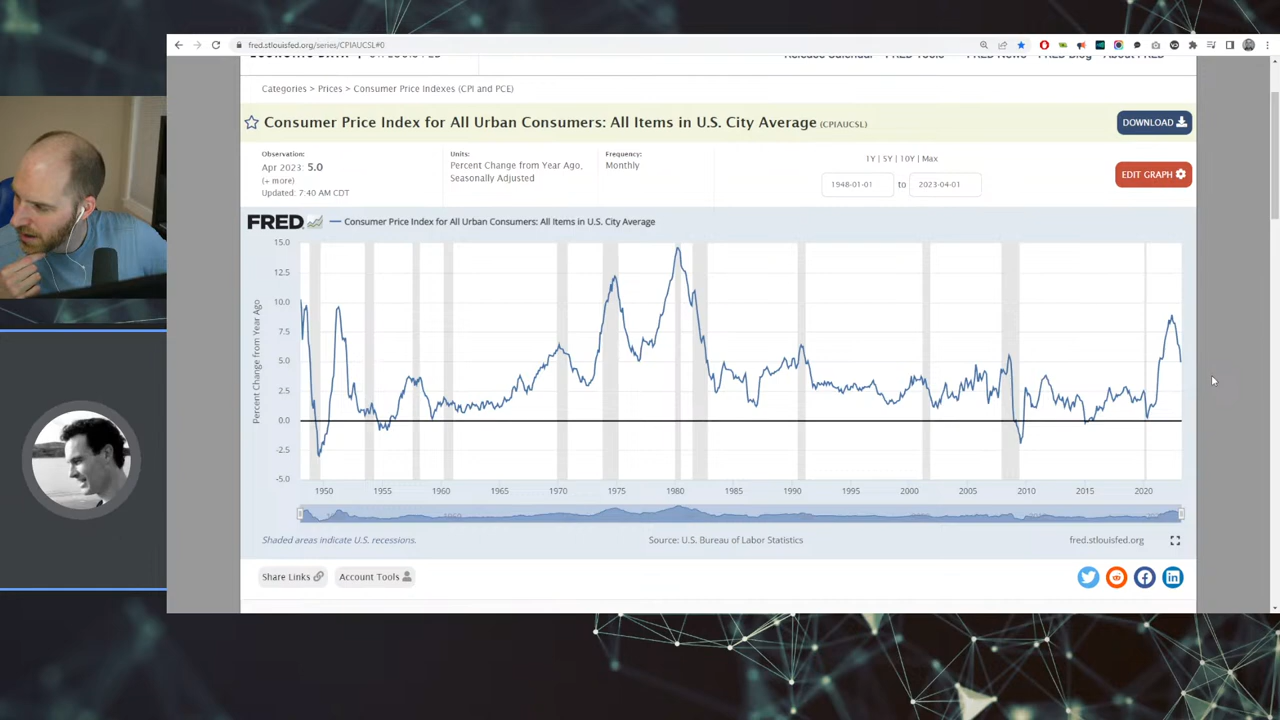 fred.stlouisfed.org/series/CPIAUCSL#0
Categories > Prices > Consumer Price Indexes (CPI and PCE)
Consumer Price Index for All Urban Consumers: All Items in U.S. City Average (CPIAUCSL)
DOWNLOAD
Observation:
Apr 2023: 5.0
(+ more)
Updated: 7:40 AM CDT
Units:
Percent Change from Year Ago,
Seasonally Adjusted
Frequency:
Monthly
1Y | 5Y | 10Y | Max
1948-01-01 to 2023-04-01
EDIT GRAPH
FRED
Consumer Price Index for All Urban Consumers: All Items in U.S. City Average
Percent Change from Year Ago
15.0
12.5
10.0
7.5
5.0
2.5
0.0
-2.5
-5.0
1950 1955 1960 1965 1970 1975 1980 1985 1990 1995 2000 2005 2010 2015 2020
Shaded areas indicate U.S. recessions.
Source: U.S. Bureau of Labor Statistics
fred.stlouisfed.org
Share Links
Account Tools